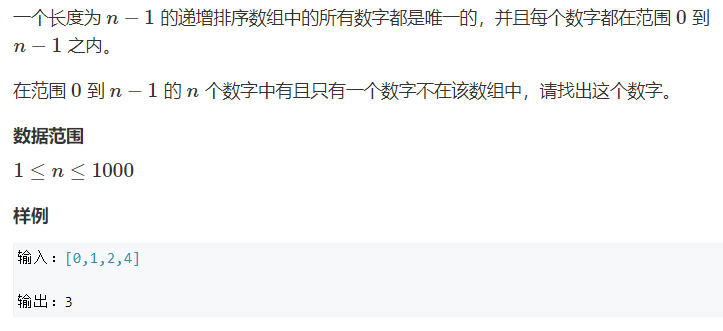 一个长度为 n − 1 的递增排序数组中的所有数字都是唯一的，并且每个数字都在范围 0 到
n − 1 之内。
在范围 0 到 n − 1 的 n 个数字中有且只有一个数字不在该数组中，请找出这个数字。
数据范围
1 ≤ n ≤ 1000
样例
输入：[0,1,2,4]
输出：3